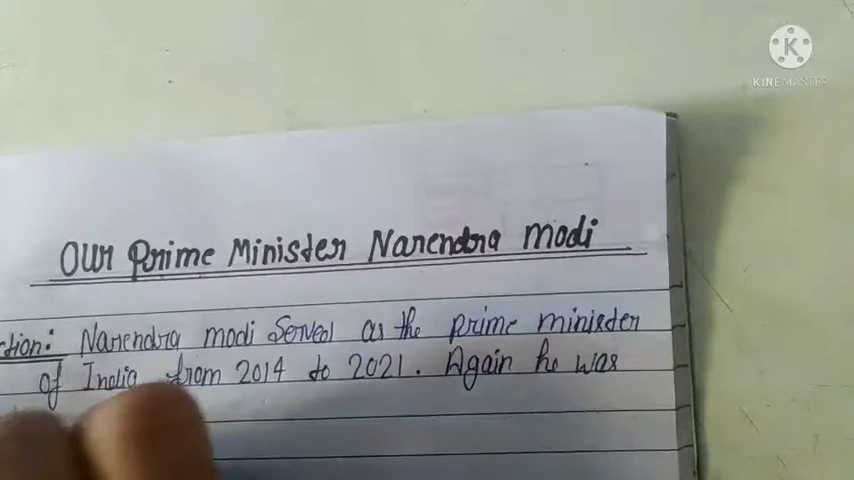 K
KINEMASTER
Our Prime Minister Narendra modi
ction: Narendra modi Served as the prime minister
of India from 2014 to 2021. Again he was